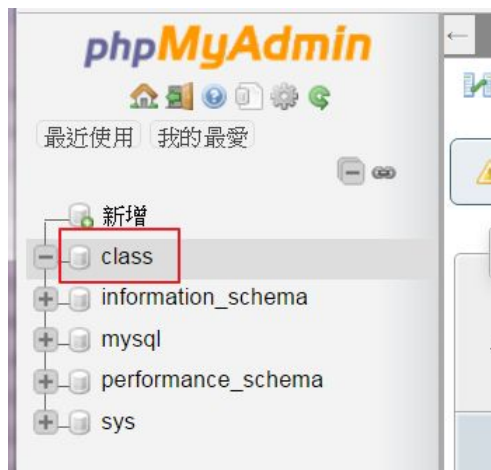 phpMyAdmin
最近使用 我的最愛
新增
class
information_schema
mysql
performance_schema
sys